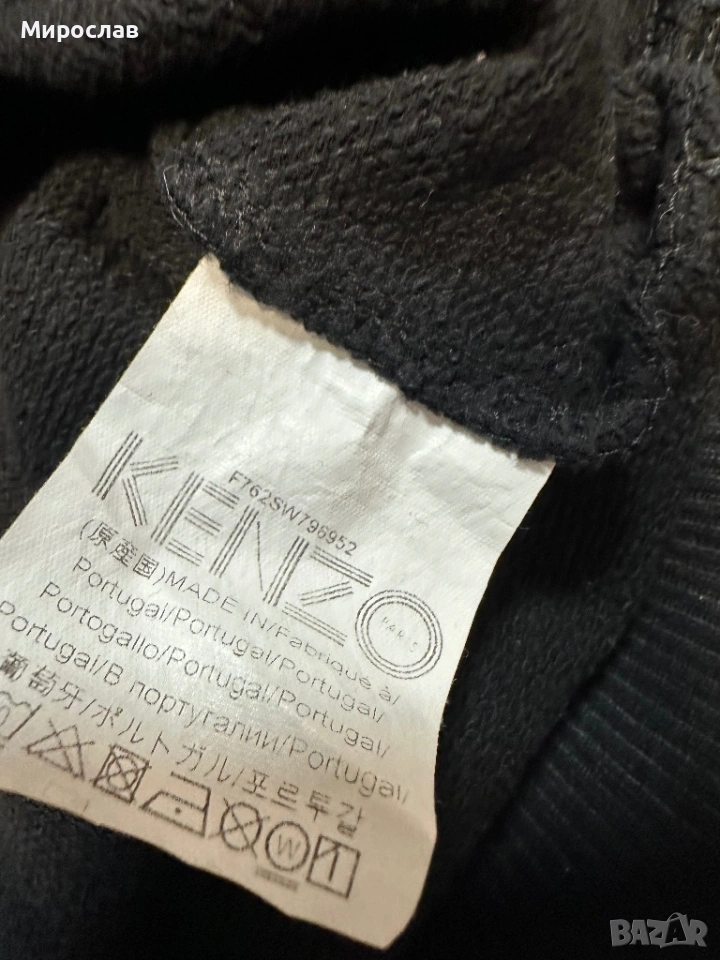 Мирослав
F762SW796952
KENZO
PARIS
(原産国)MADE IN/Fabriqué à/
Portugal/Portugal/Portugal/
Portogallo/Portugal/Portugal/
Portugal/В португалии/Portugal/
葡萄牙/ポルトガル/포르투갈
W
BAZAR